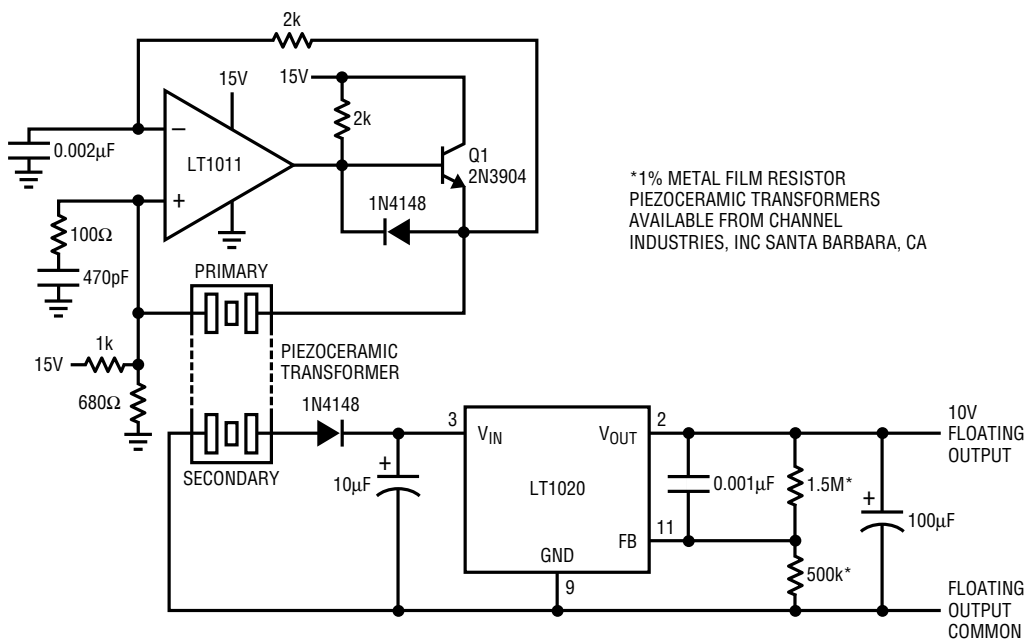 2k
15V
15V
2k
−
0.002µF
LT1011
Q1
2N3904
+
1N4148
100Ω
470pF
*1% METAL FILM RESISTOR
PIEZOCERAMIC TRANSFORMERS
AVAILABLE FROM CHANNEL
INDUSTRIES, INC SANTA BARBARA, CA
PRIMARY
1k
15V
PIEZOCERAMIC
TRANSFORMER
680Ω
1N4148
SECONDARY
+
10µF
3
VIN
VOUT
2
LT1020
0.001µF
1.5M*
+
100µF
FB
11
GND
9
500k*
10V
FLOATING
OUTPUT
FLOATING
OUTPUT
COMMON